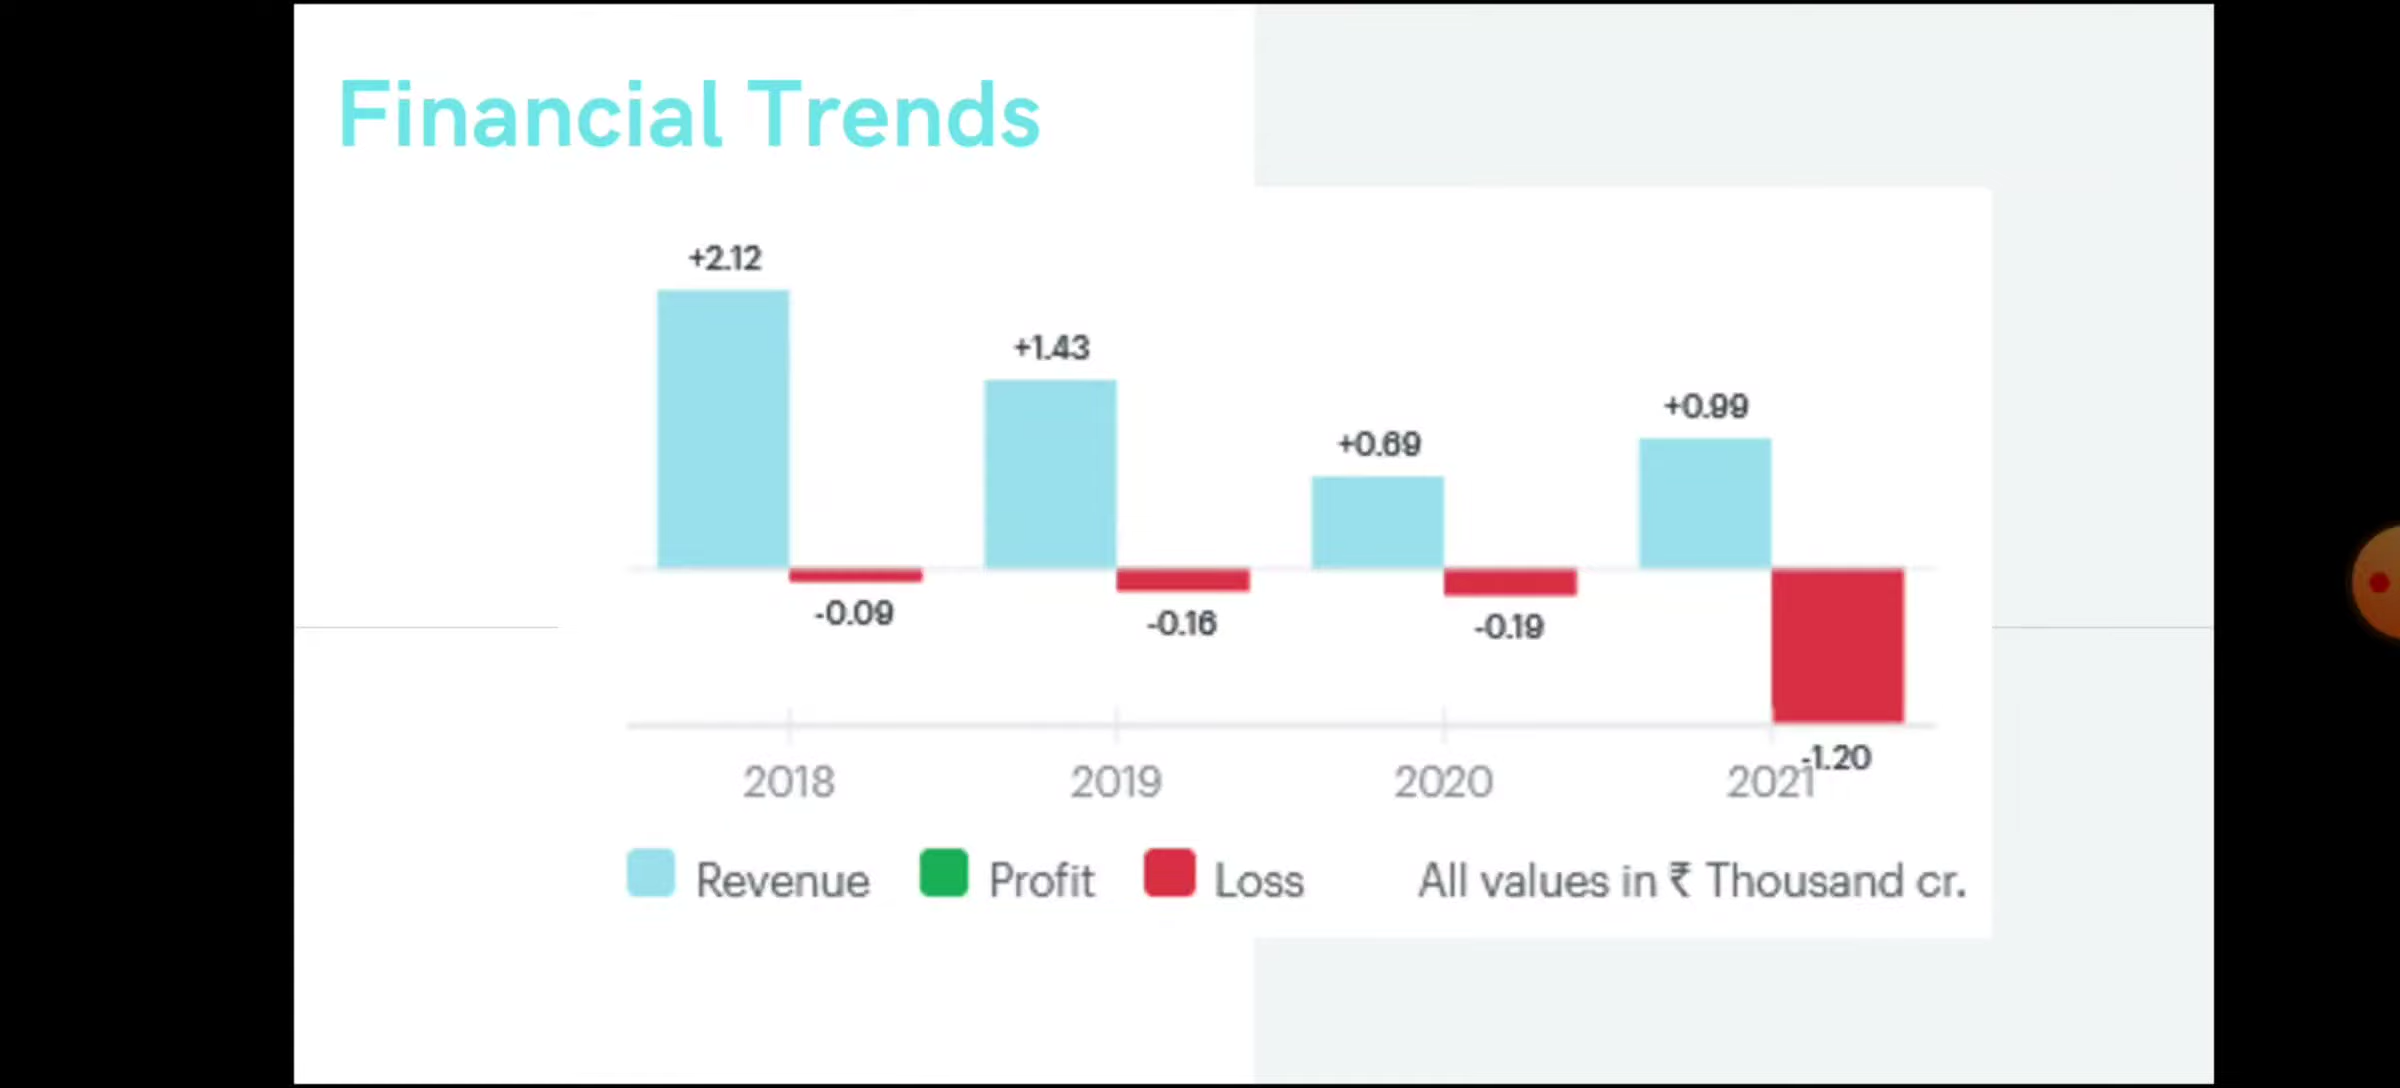 Financial Trends
+2.12
+1.43
+0.69
+0.99
-0.09
-0.16
-0.19
-1.20
2018
2019
2020
2021
Revenue
Profit
Loss
All values in ₹ Thousand cr.